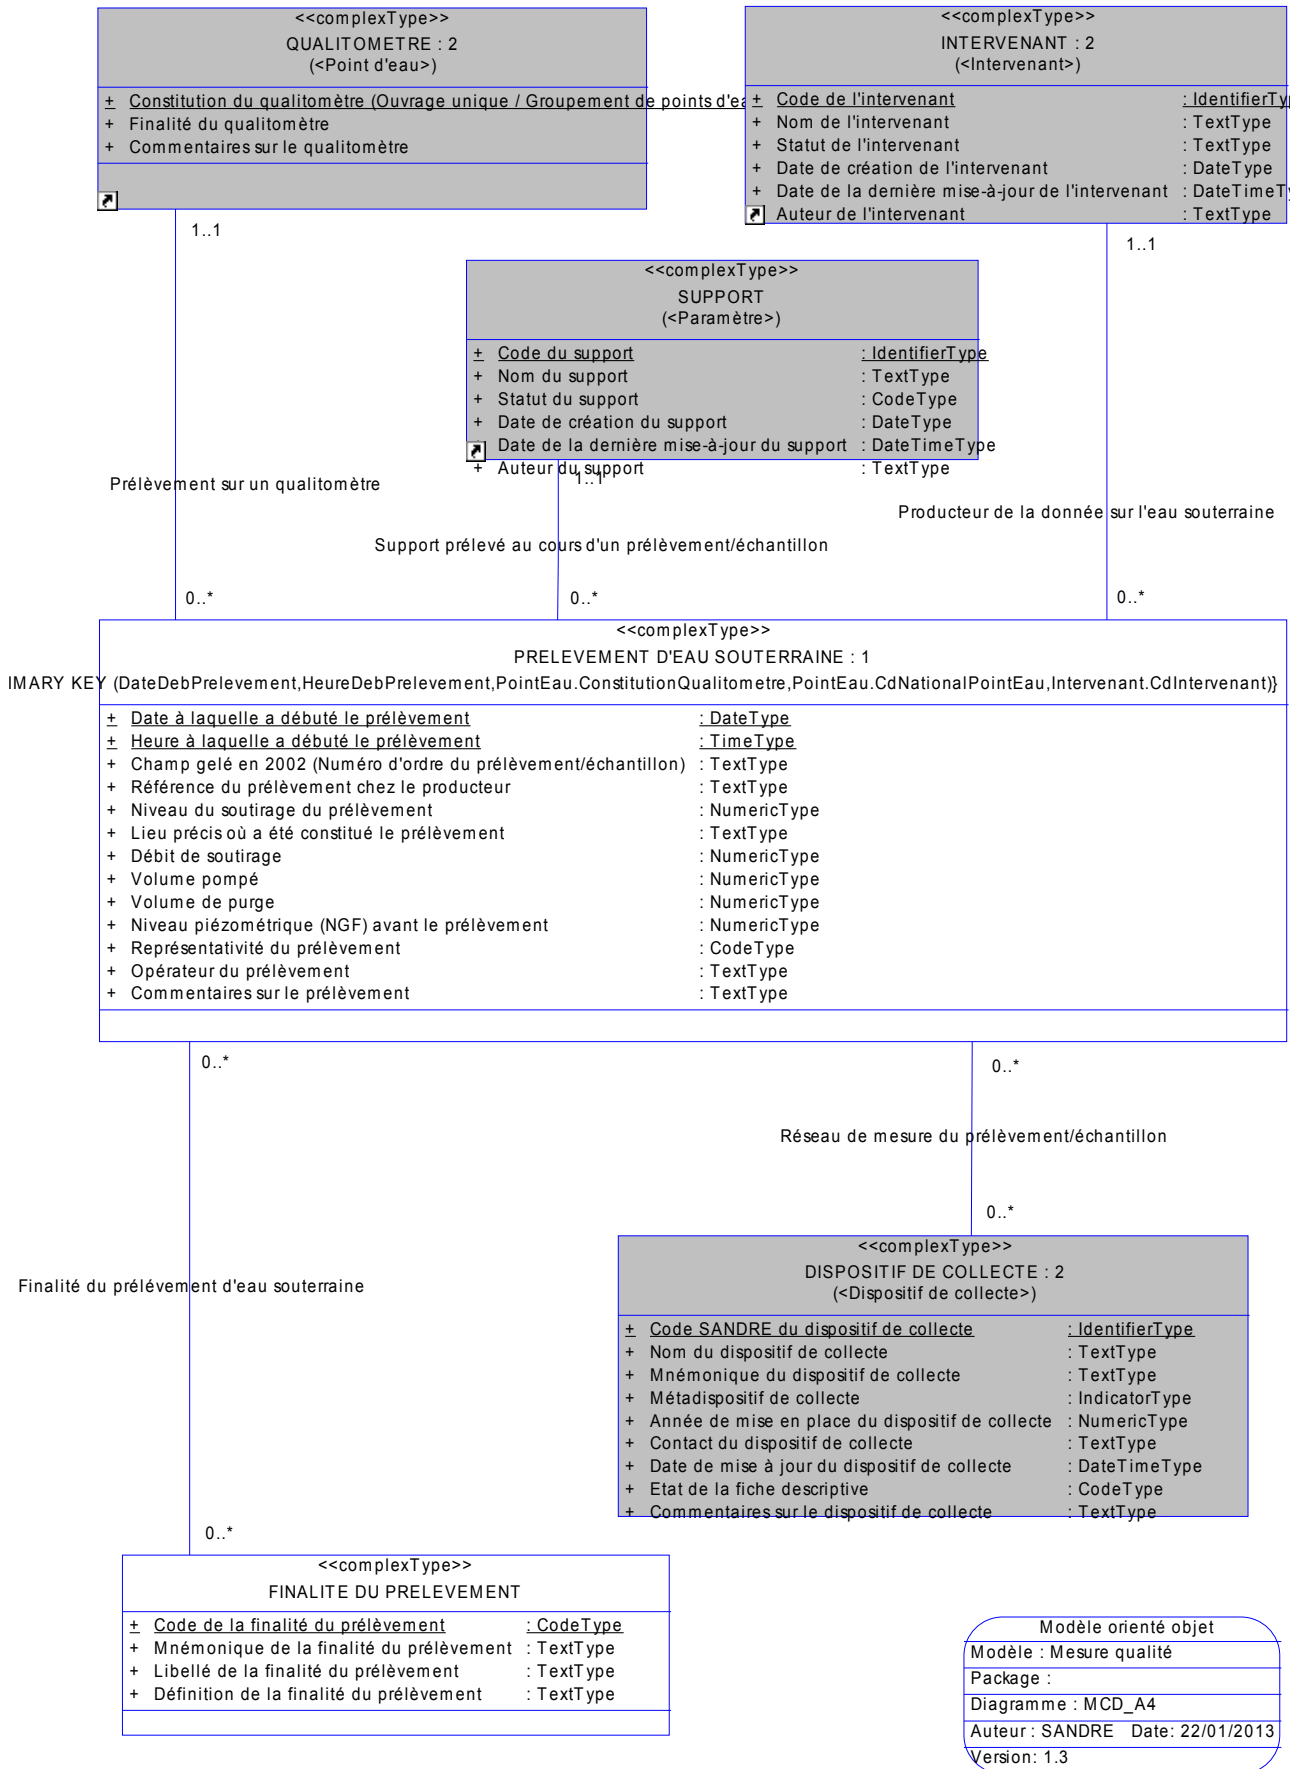 <<complexType>>
QUALITOMETRE : 2
(<Point d'eau>)
+ Constitution du qualitomètre (Ouvrage unique / Groupement de points d'ea
+ Finalité du qualitomètre
+ Commentaires sur le qualitomètre
1..1
<<complexType>>
INTERVENANT : 2
(<Intervenant>)
+ Code de l'intervenant : IdentifierTy
+ Nom de l'intervenant : TextType
+ Statut de l'intervenant : TextType
+ Date de création de l'intervenant : DateType
+ Date de la dernière mise-à-jour de l'intervenant : DateTimeTy
Auteur de l'intervenant : TextType
1..1
<<complexType>>
SUPPORT
(<Paramètre>)
+ Code du support : IdentifierType
+ Nom du support : TextType
+ Statut du support : CodeType
+ Date de création du support : DateType
Date de la dernière mise-à-jour du support : DateTimeType
+ Auteur du support : TextType
1..1
Prélèvement sur un qualitomètre
Producteur de la donnée sur l'eau souterraine
Support prélevé au cours d'un prélèvement/échantillon
0..*
0..*
0..*
<<complexType>>
PRELEVEMENT D'EAU SOUTERRAINE : 1
IMARY KEY (DateDebPrelevement,HeureDebPrelevement,PointEau.ConstitutionQualitometre,PointEau.CdNationalPointEau,Intervenant.CdIntervenant)}
+ Date à laquelle a débuté le prélèvement : DateType
+ Heure à laquelle a débuté le prélèvement : TimeType
+ Champ gelé en 2002 (Numéro d'ordre du prélèvement/échantillon) : TextType
+ Référence du prélèvement chez le producteur : TextType
+ Niveau du soutirage du prélèvement : NumericType
+ Lieu précis où a été constitué le prélèvement : TextType
+ Débit de soutirage : NumericType
+ Volume pompé : NumericType
+ Volume de purge : NumericType
+ Niveau piézométrique (NGF) avant le prélèvement : NumericType
+ Représentativité du prélèvement : CodeType
+ Opérateur du prélèvement : TextType
+ Commentaires sur le prélèvement : TextType
0..*
0..*
Réseau de mesure du prélèvement/échantillon
0..*
Finalité du prélévement d'eau souterraine
<<complexType>>
DISPOSITIF DE COLLECTE : 2
(<Dispositif de collecte>)
+ Code SANDRE du dispositif de collecte : IdentifierType
+ Nom du dispositif de collecte : TextType
+ Mnémonique du dispositif de collecte : TextType
+ Métadispositif de collecte : IndicatorType
+ Année de mise en place du dispositif de collecte : NumericType
+ Contact du dispositif de collecte : TextType
+ Date de mise à jour du dispositif de collecte : DateTimeType
+ Etat de la fiche descriptive : CodeType
+ Commentaires sur le dispositif de collecte : TextType
0..*
<<complexType>>
FINALITE DU PRELEVEMENT
+ Code de la finalité du prélèvement : CodeType
+ Mnémonique de la finalité du prélèvement : TextType
+ Libellé de la finalité du prélèvement : TextType
+ Définition de la finalité du prélèvement : TextType
Modèle orienté objet
Modèle : Mesure qualité
Package :
Diagramme : MCD_A4
Auteur : SANDRE Date: 22/01/2013
Version: 1.3